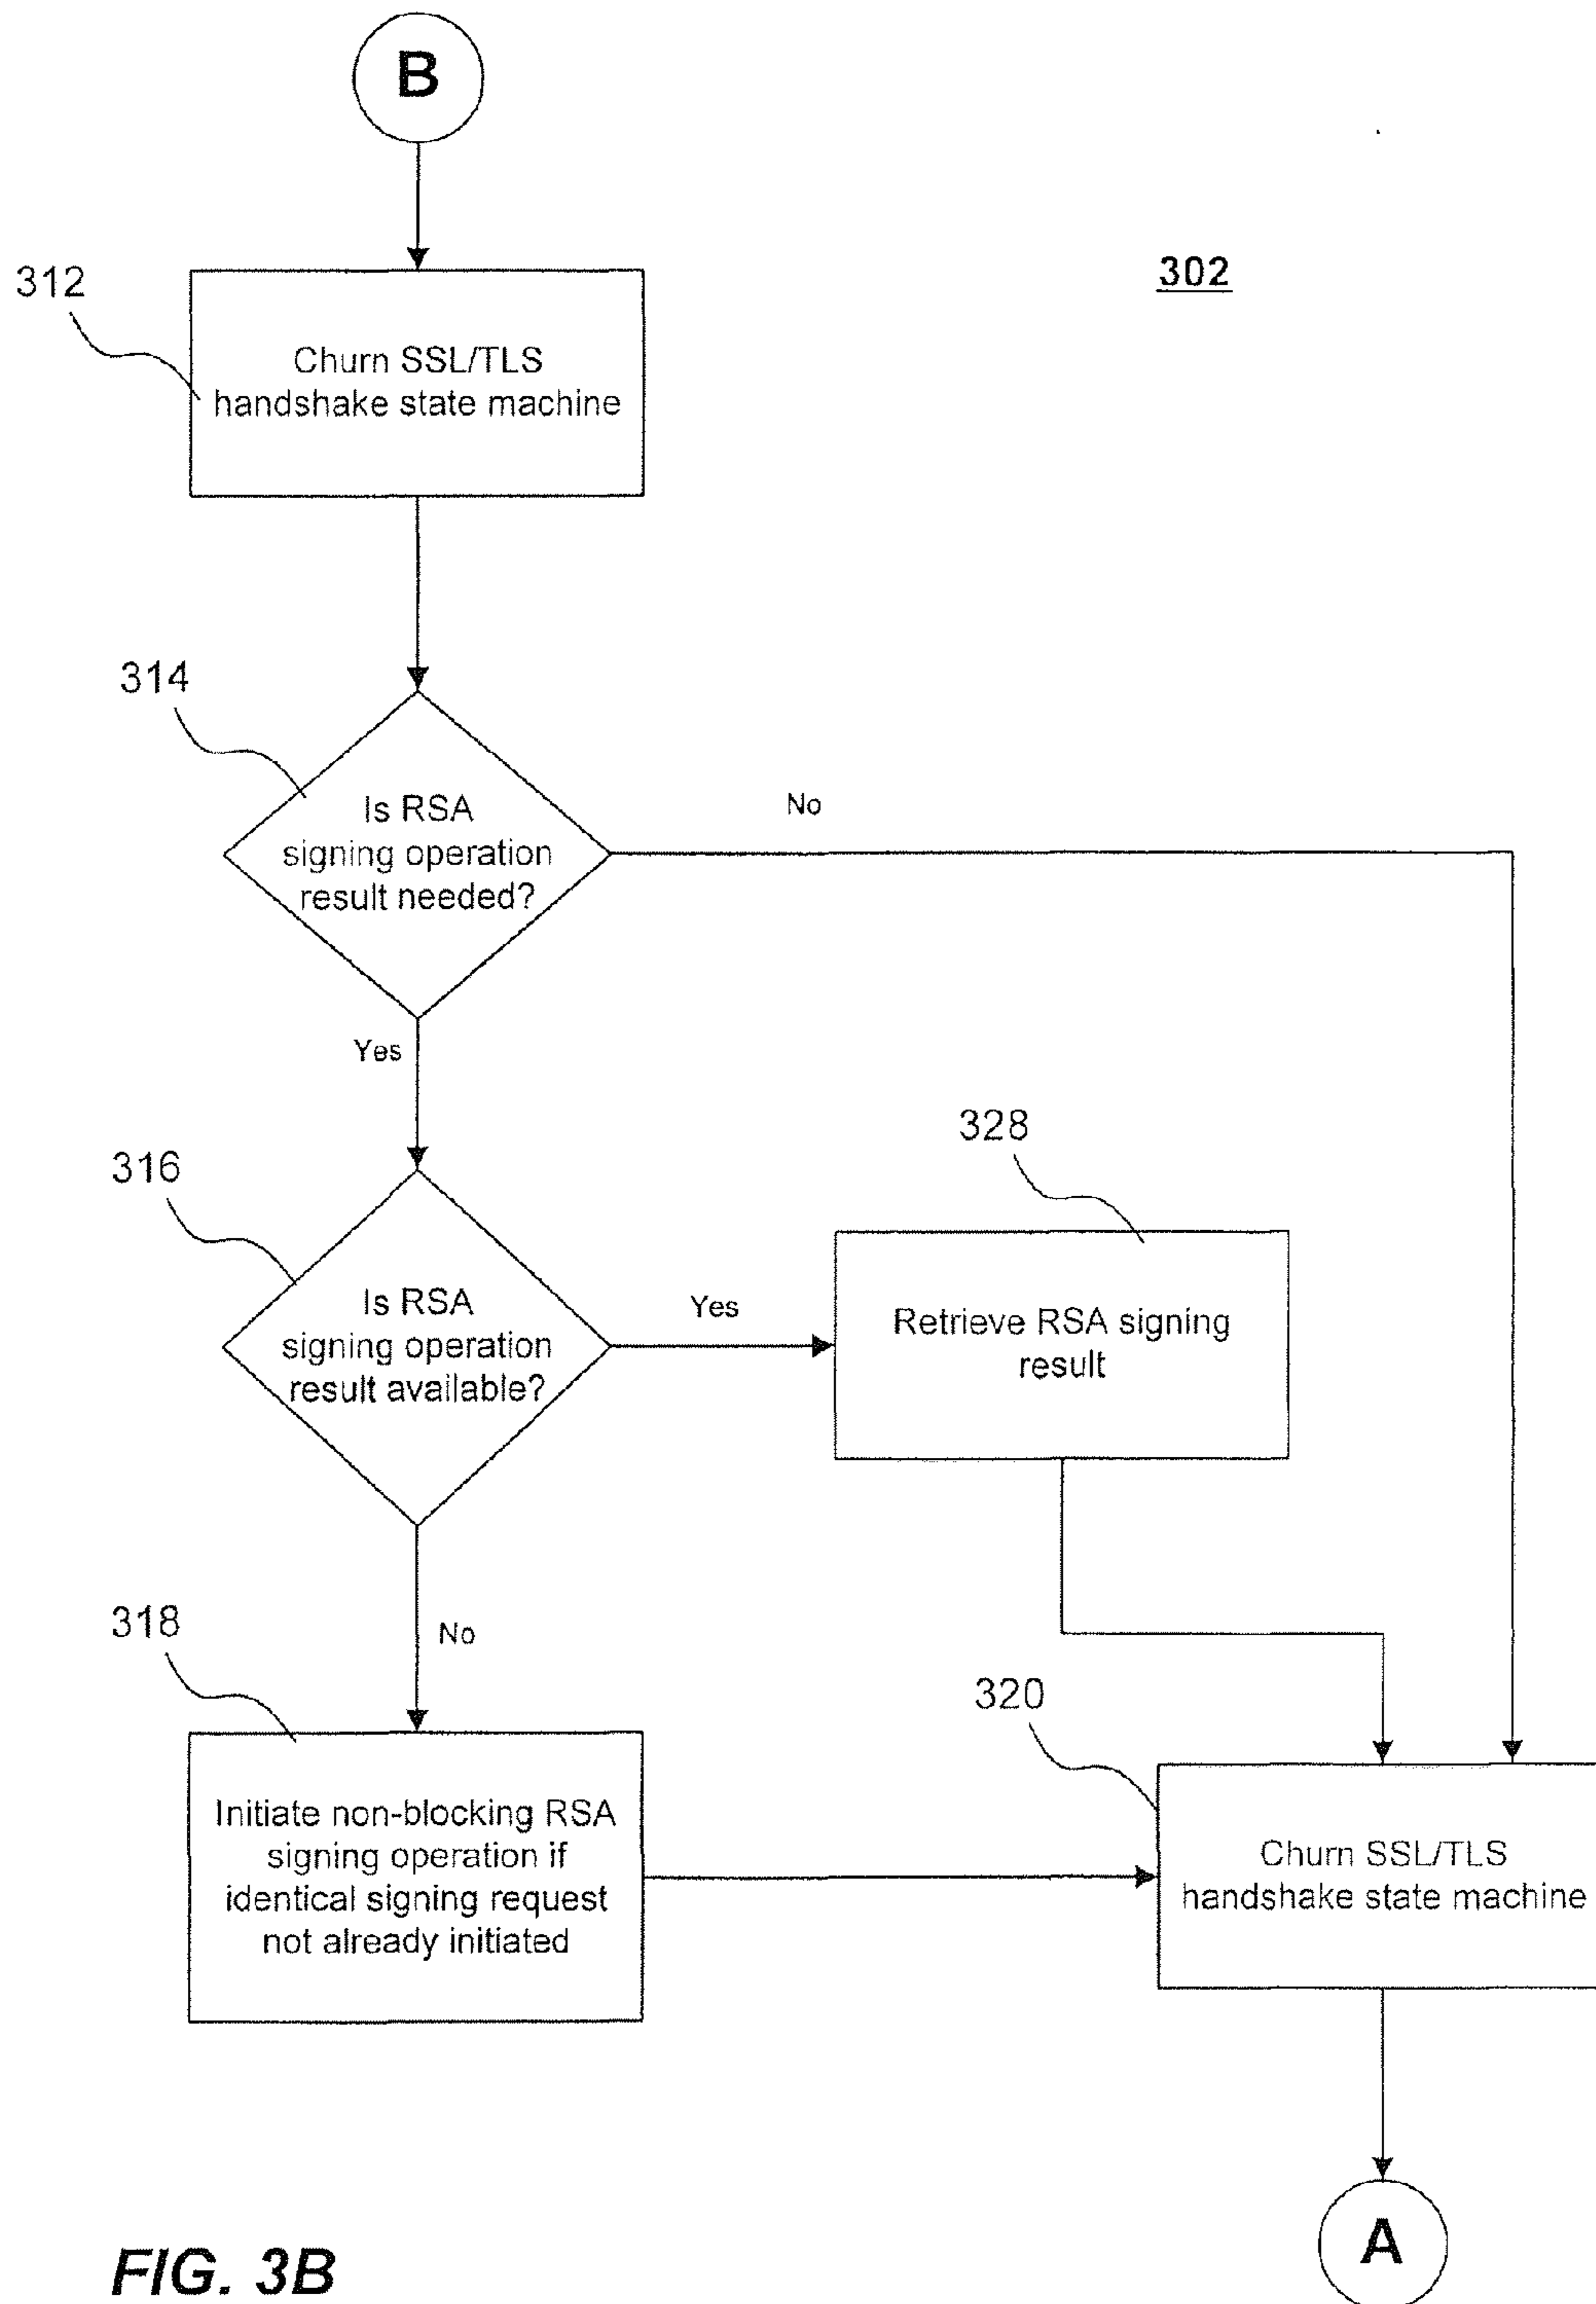 B
302
312
Churn SSL/TLS
handshake state machine
314
Is RSA
signing operation
result needed?
No
Yes
328
316
Is RSA
signing operation
result available?
Yes
Retrieve RSA signing
result
318
No
320
Initiate non-blocking RSA
signing operation if
identical signing request
not already initiated
Churn SSL/TLS
handshake state machine
A
FIG. 3B